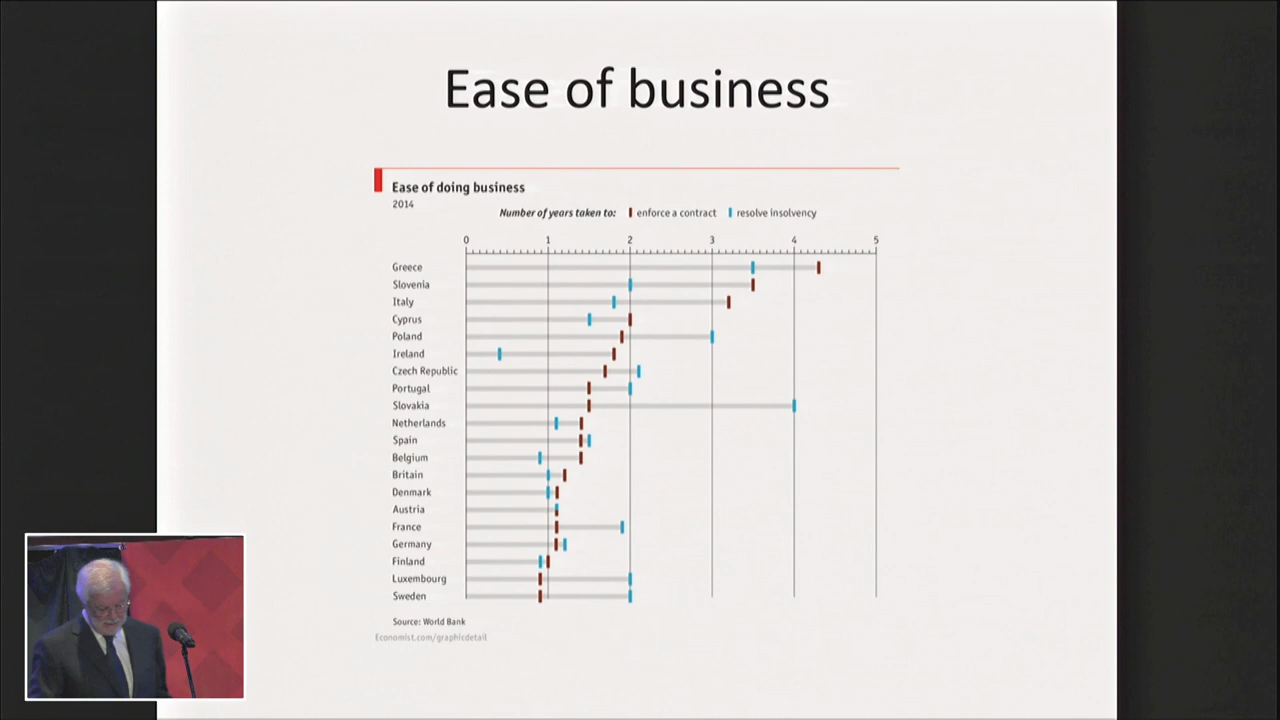 Ease of business
Ease of doing business
2014
Number of years taken to: enforce a contract resolve insolvency
0 1 2 3 4 5
Greece
Slovenia
Italy
Cyprus
Poland
Ireland
Czech Republic
Portugal
Slovakia
Netherlands
Spain
Belgium
Britain
Denmark
Austria
France
Germany
Finland
Luxembourg
Sweden
Source: World Bank
Economist.com/graphicdetail